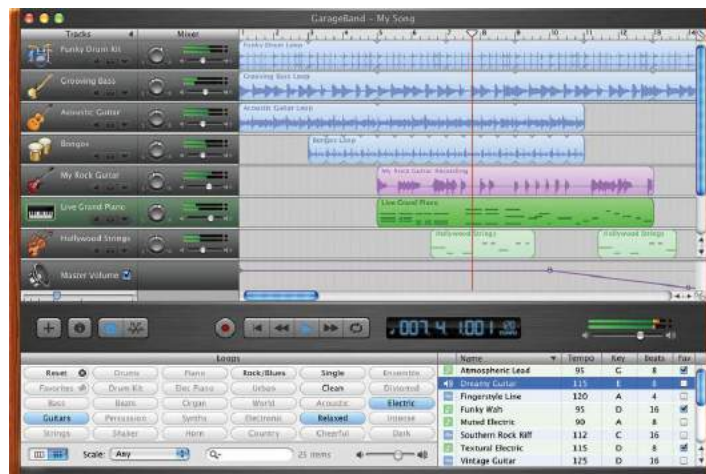 GarageBand - My Song
Tracks Mixer
Funky Drum Kit
Funky Drum Loop
Grooving Bass
Grooving Bass Loop
Acoustic Guitar
Acoustic Guitar Loop
Bongos
Bongos Loop
My Rock Guitar
My Rock Guitar Recording
Live Grand Piano
Live Grand Piano
Hollywood Strings
Hollywood Strings Hollywood Strings
Master Volume
Loops
Name Tempo Key Beats Fav
Reset Drums Piano Rock/Blues Single Ensemble
Atmospheric Lead 95 C 8
Favorites Drum Kit Elec Piano Urban Clean Distorted
Dreamy Guitar 115 E 8
Bass Beats Organ World Acoustic Electric
Fingerstyle Line 120 A 4
Guitars Percussion Synths Electronic Relaxed Intense
Funky Wah 95 D 16
Muted Electric 90 A 8
Strings Shaker Horn Country Cheerful Dark
Southern Rock Riff 112 C 16
Textural Electric 115 D 8
Scale: Any 25 items
Vintage Guitar 125 D 16